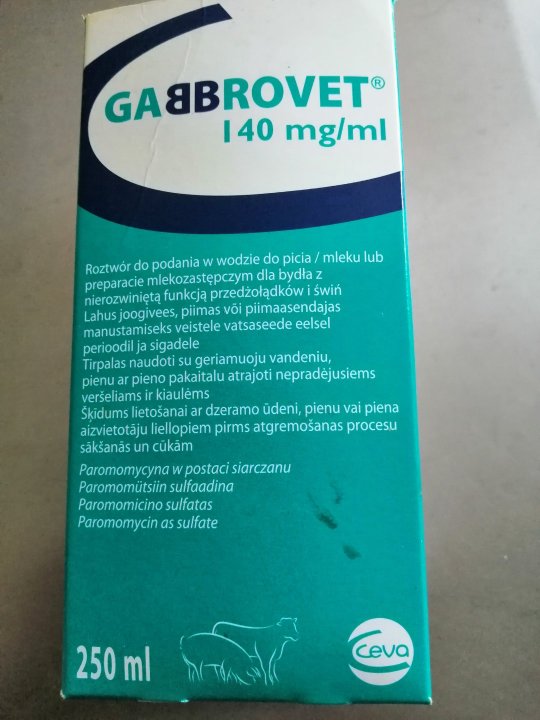 GABBROVET®
140 mg/ml
Roztwór do podania w wodzie do picia / mleku lub
preparacie mlekozastępczym dla bydła z
nierozwiniętą funkcją przedżołądków i świń
Lahus joogivees, piimas või piimaasendajas
manustamiseks veistele vatsaseede eelsel
perioodil ja sigadele
Tirpalas naudoti su geriamuoju vandeniu,
pienu ar pieno pakaitalu atrajoti nepradėjusiems
veršeliams ir kiaulėms
Šķīdums lietošanai ar dzeramo ūdeni, pienu vai piena
aizvietotāju liellopiem pirms atgremošanas procesu
sākšanās un cūkām
Paromomycyna w postaci siarczanu
Paromomütsiin sulfaadina
Paromomicino sulfatas
Paromomycin as sulfate
250 ml
Ceva